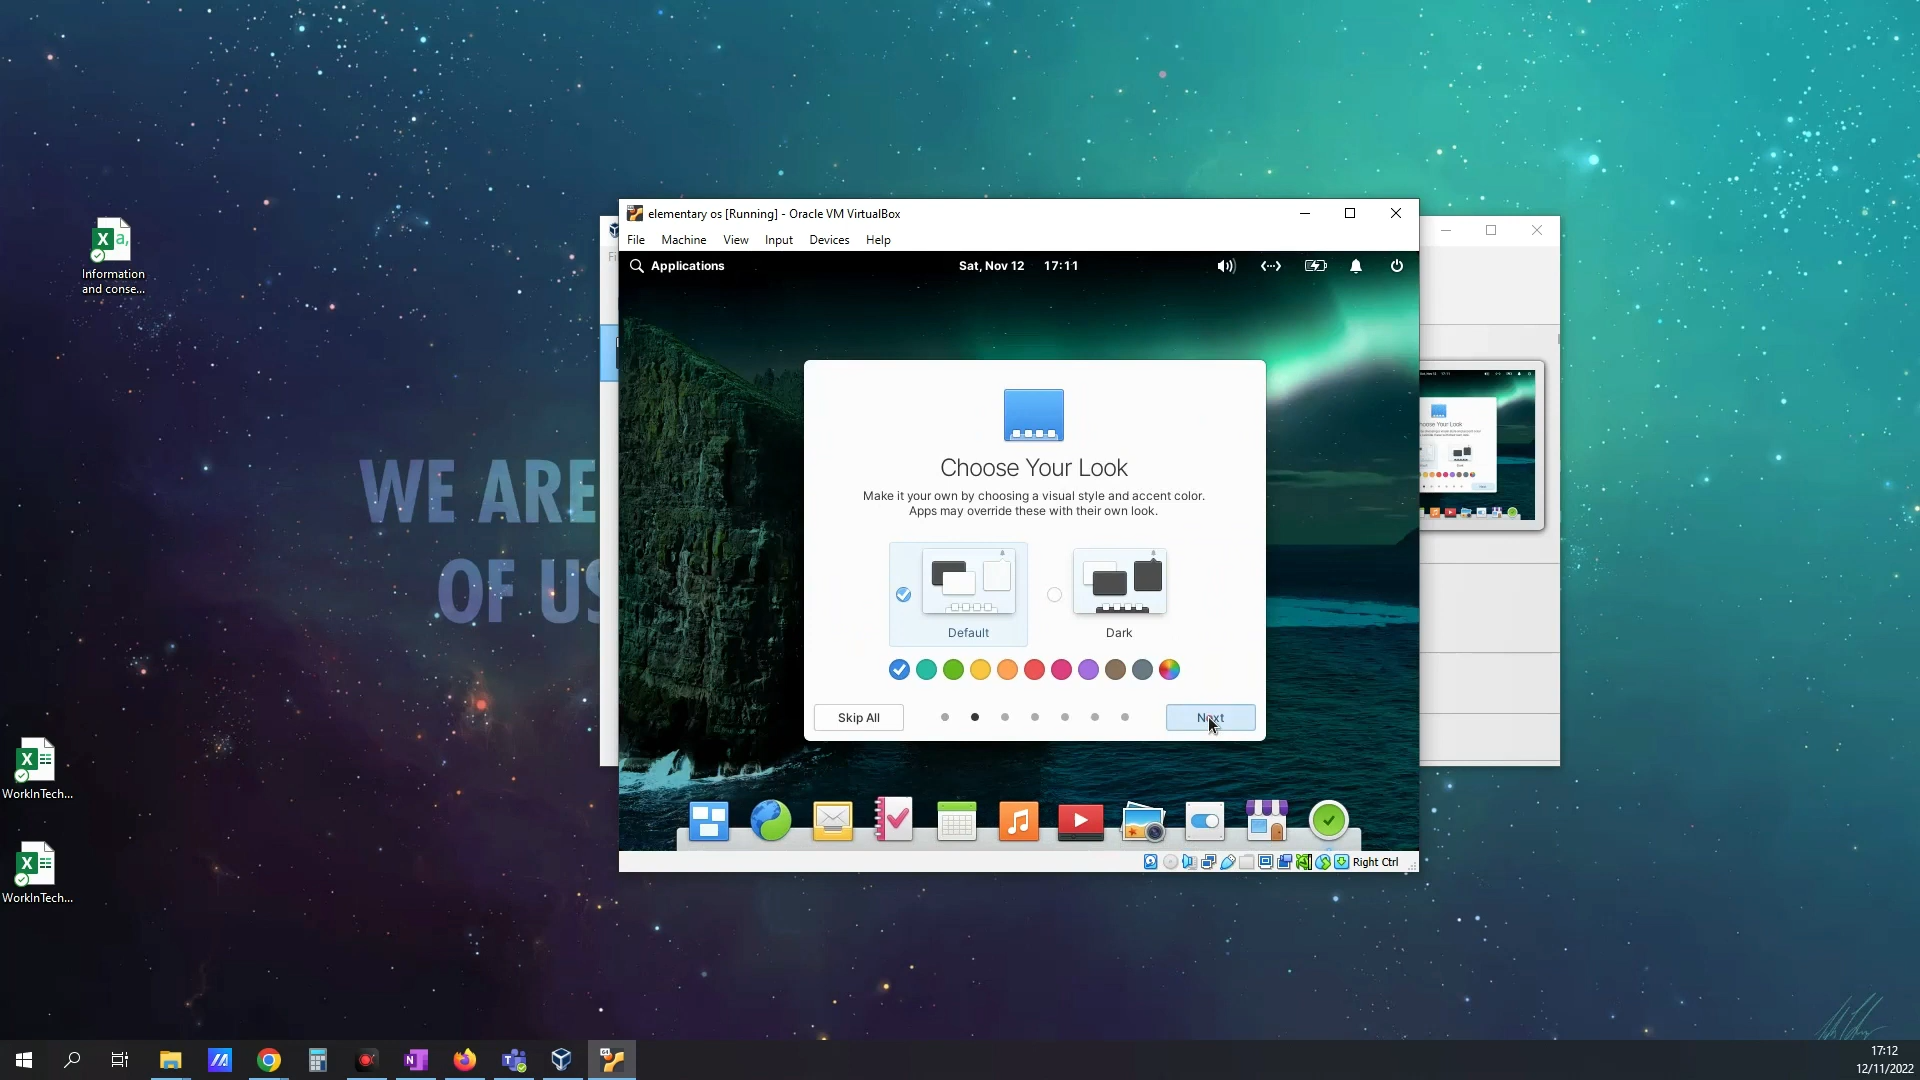 Information
and conse...
WorkInTech...
WorkInTech...
WE ARE
OF US
elementary os [Running] - Oracle VM VirtualBox
File Machine View Input Devices Help
Applications
Sat, Nov 12 17:11
Choose Your Look
Make it your own by choosing a visual style and accent color.
Apps may override these with their own look.
Default
Dark
Skip All
Next
Right Ctrl
17:12
12/11/2022